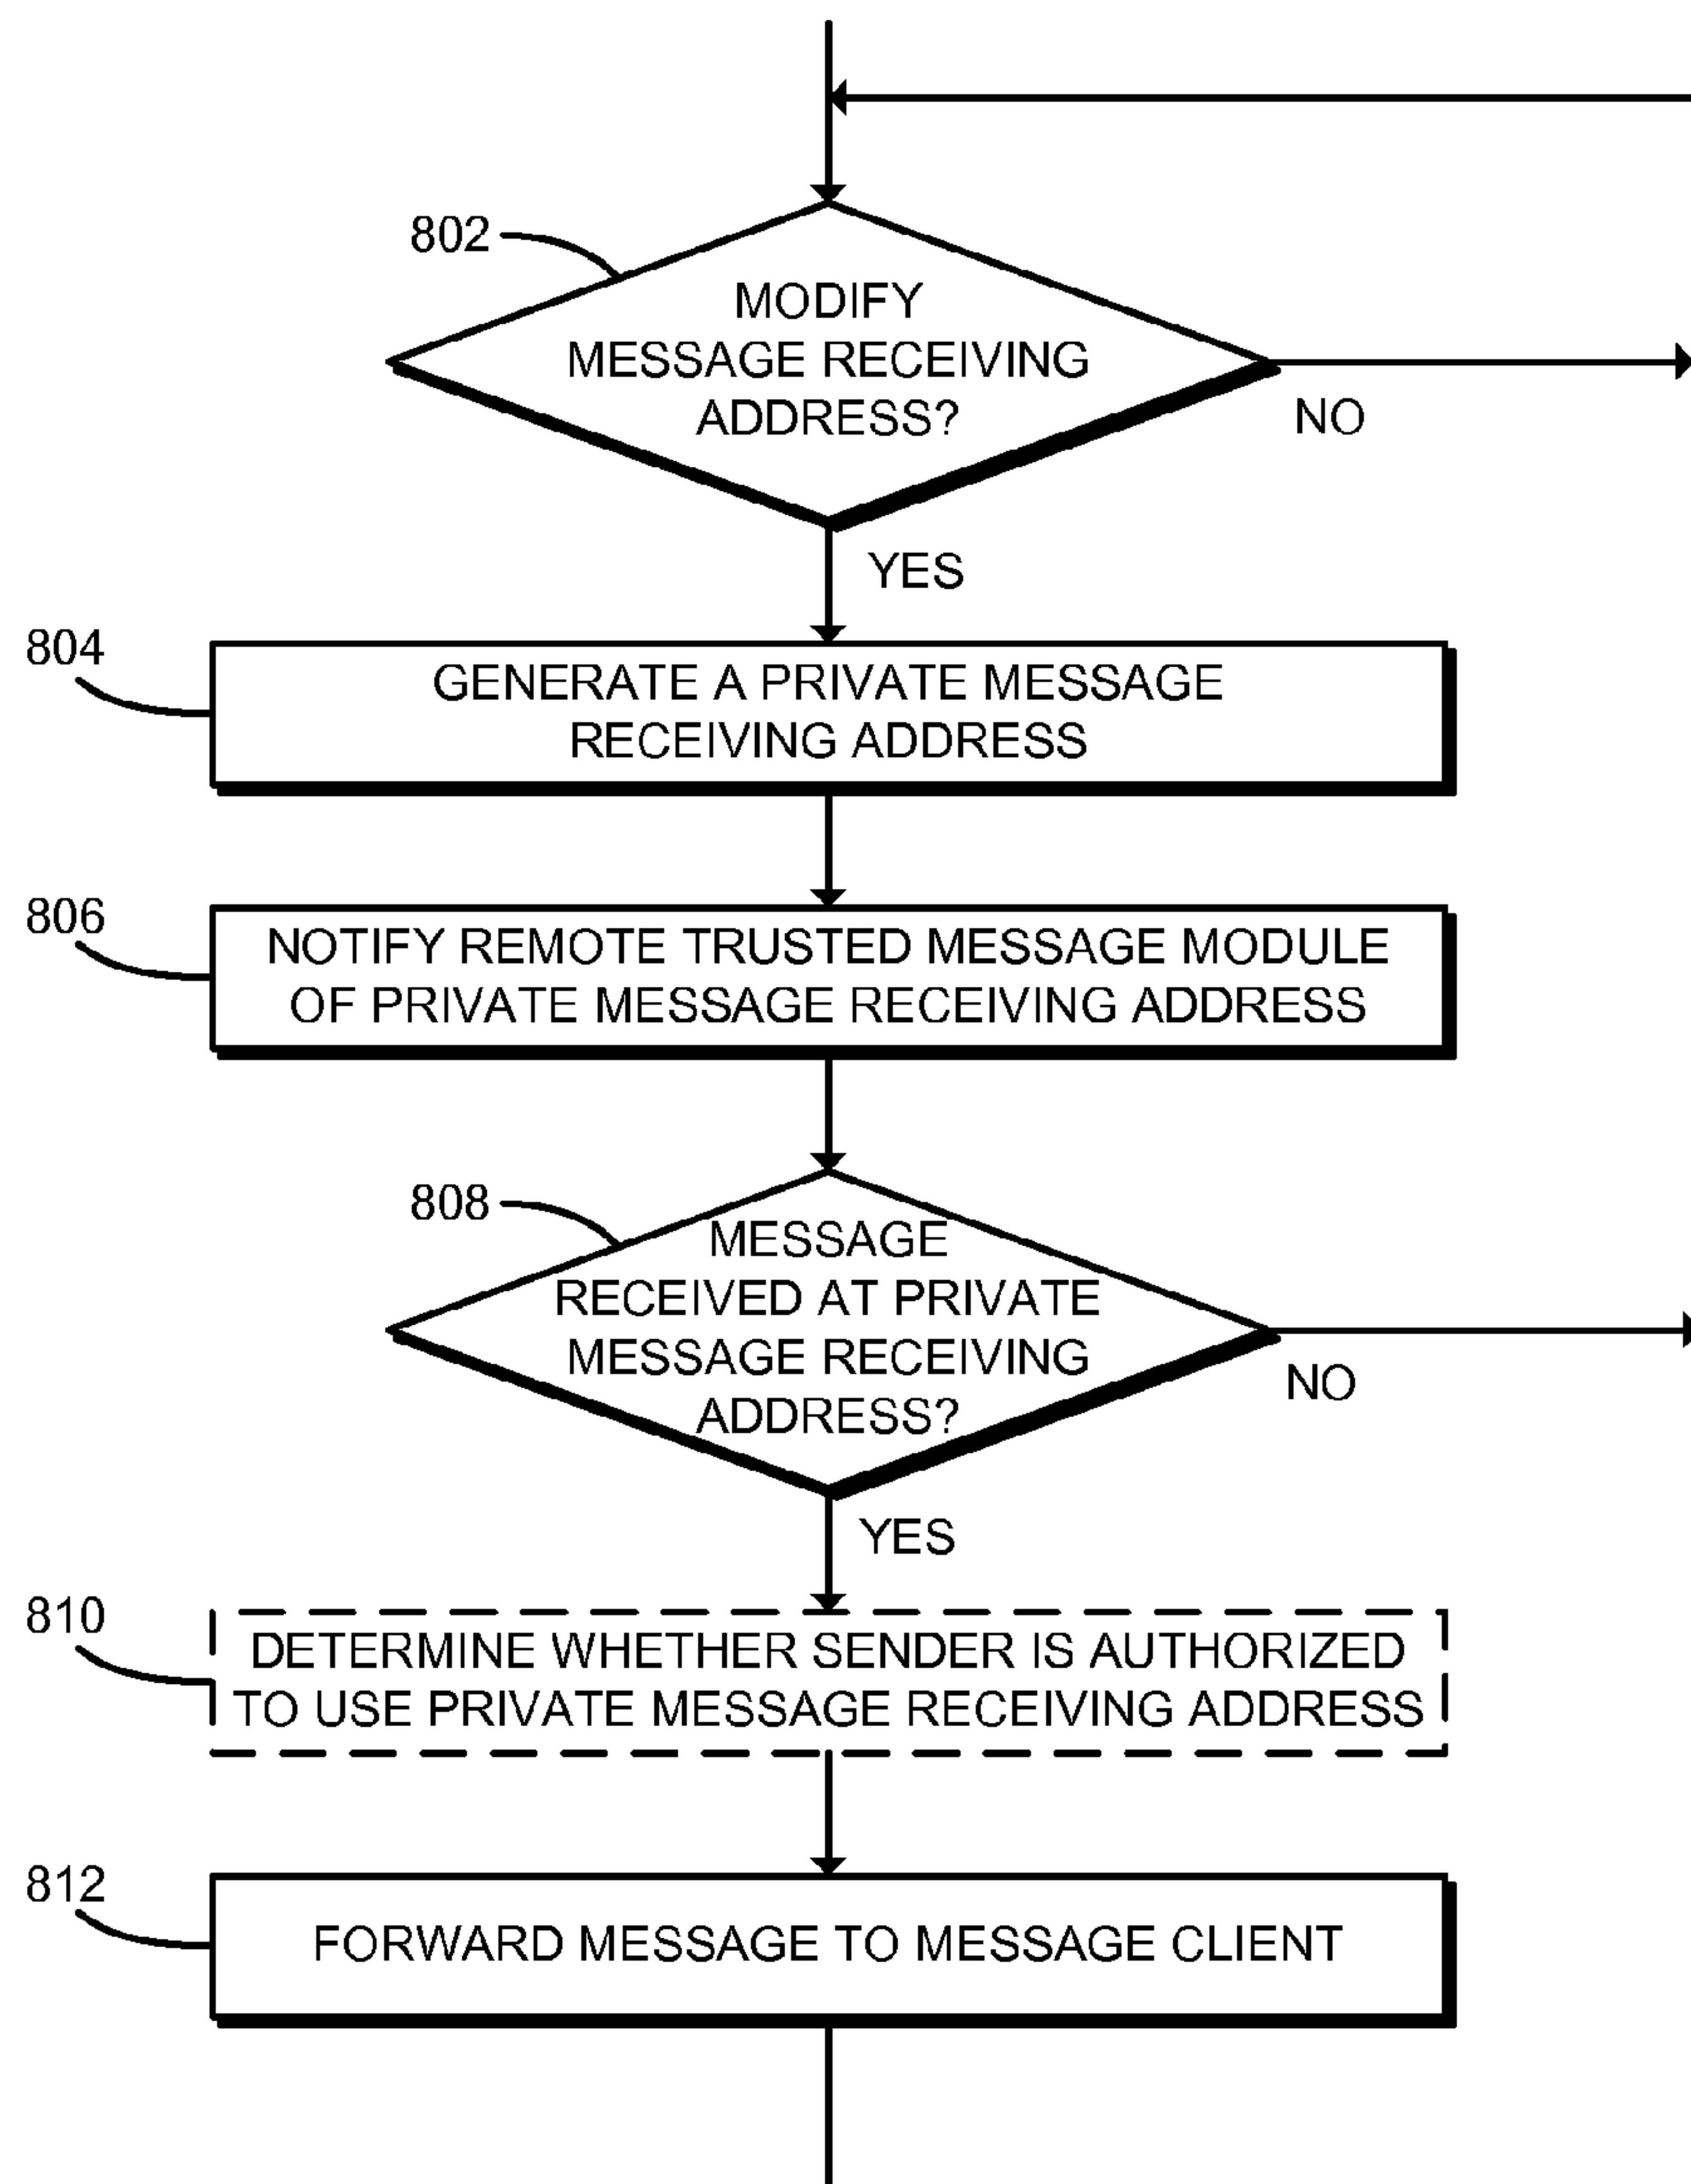 802
MODIFY
MESSAGE RECEIVING
ADDRESS?
NO
YES
804
GENERATE A PRIVATE MESSAGE
RECEIVING ADDRESS
806
NOTIFY REMOTE TRUSTED MESSAGE MODULE
OF PRIVATE MESSAGE RECEIVING ADDRESS
808
MESSAGE
RECEIVED AT PRIVATE
MESSAGE RECEIVING
ADDRESS?
NO
YES
810
DETERMINE WHETHER SENDER IS AUTHORIZED
TO USE PRIVATE MESSAGE RECEIVING ADDRESS
812
FORWARD MESSAGE TO MESSAGE CLIENT